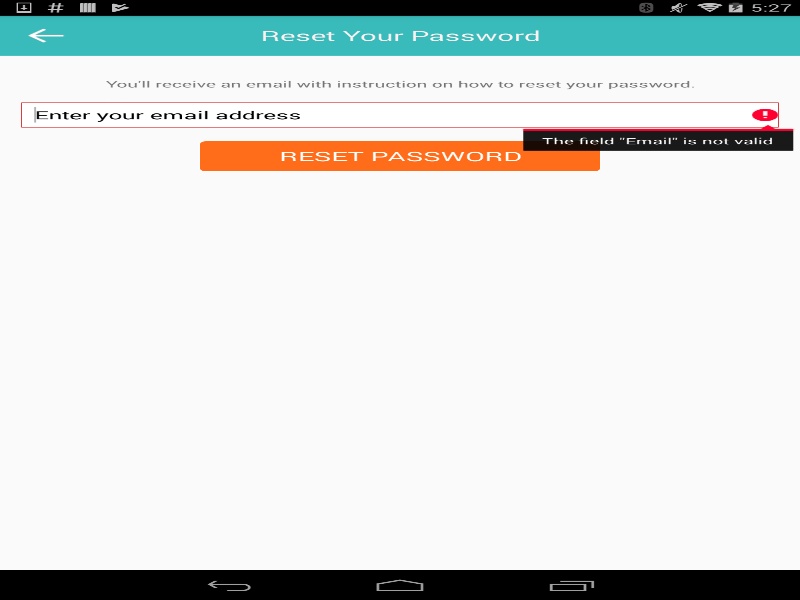 5:27
Reset Your Password
You'll receive an email with instruction on how to reset your password.
Enter your email address
The field "Email" is not valid
RESET PASSWORD